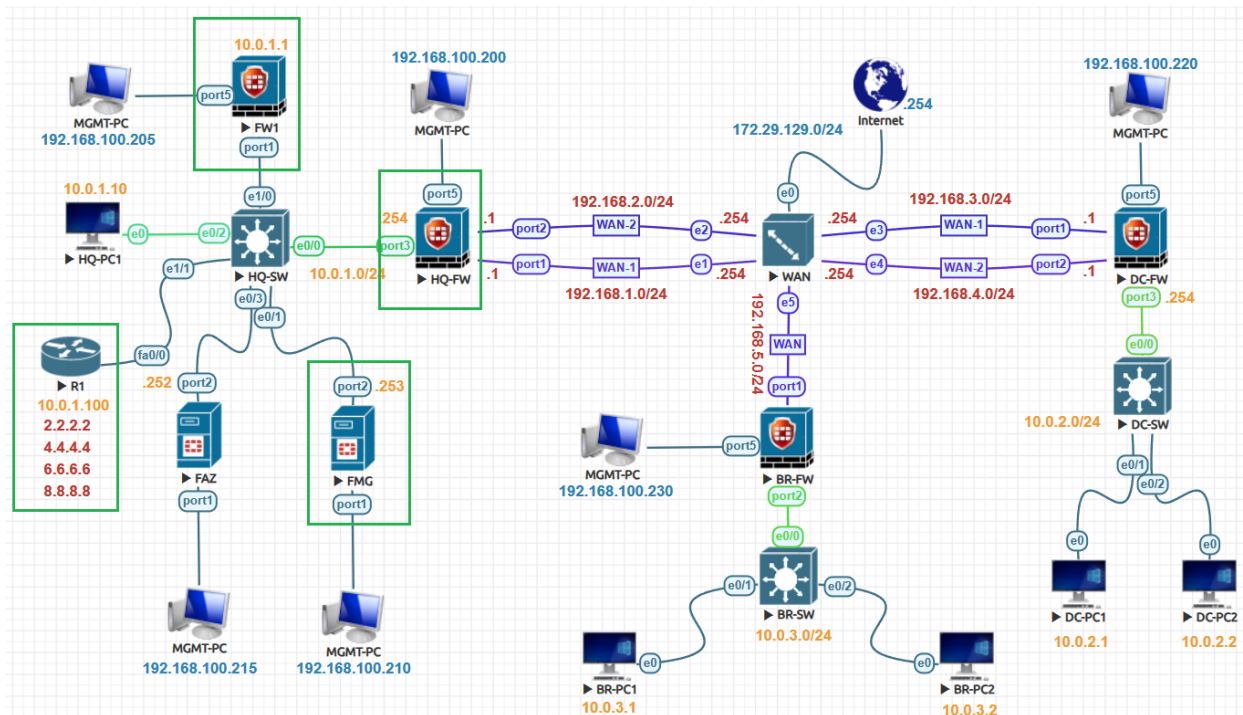 10.0.1.1
port5
MGMT-PC
192.168.100.205
FW1
port1
192.168.100.200
MGMT-PC
port5
Internet
.254
172.29.129.0/24
192.168.100.220
MGMT-PC
port5
10.0.1.10
e0
e0/2
HQ-PC1
e1/0
HQ-SW
e0/0
10.0.1.0/24
.254
port3
HQ-FW
.1
port2
192.168.2.0/24
WAN-2
e2
.254
.1
port1
WAN-1
192.168.1.0/24
e1
.254
e0
WAN
.254
e3
192.168.3.0/24
WAN-1
port1
.1
.254
e4
WAN-2
192.168.4.0/24
port2
.1
DC-FW
port3
.254
e0/0
DC-SW
10.0.2.0/24
e0/1
e0/2
e0
e0
DC-PC1
10.0.2.1
DC-PC2
10.0.2.2
e1/1
e0/3
e0/1
fa0/0
R1
10.0.1.100
2.2.2.2
4.4.4.4
6.6.6.6
8.8.8.8
.252
port2
FAZ
port1
MGMT-PC
192.168.100.215
port2
.253
FMG
port1
MGMT-PC
192.168.100.210
e5
192.168.5.0/24
WAN
port1
MGMT-PC
192.168.100.230
port5
BR-FW
port2
e0/0
e0/1
e0/2
BR-SW
10.0.3.0/24
e0
BR-PC1
10.0.3.1
e0
BR-PC2
10.0.3.2